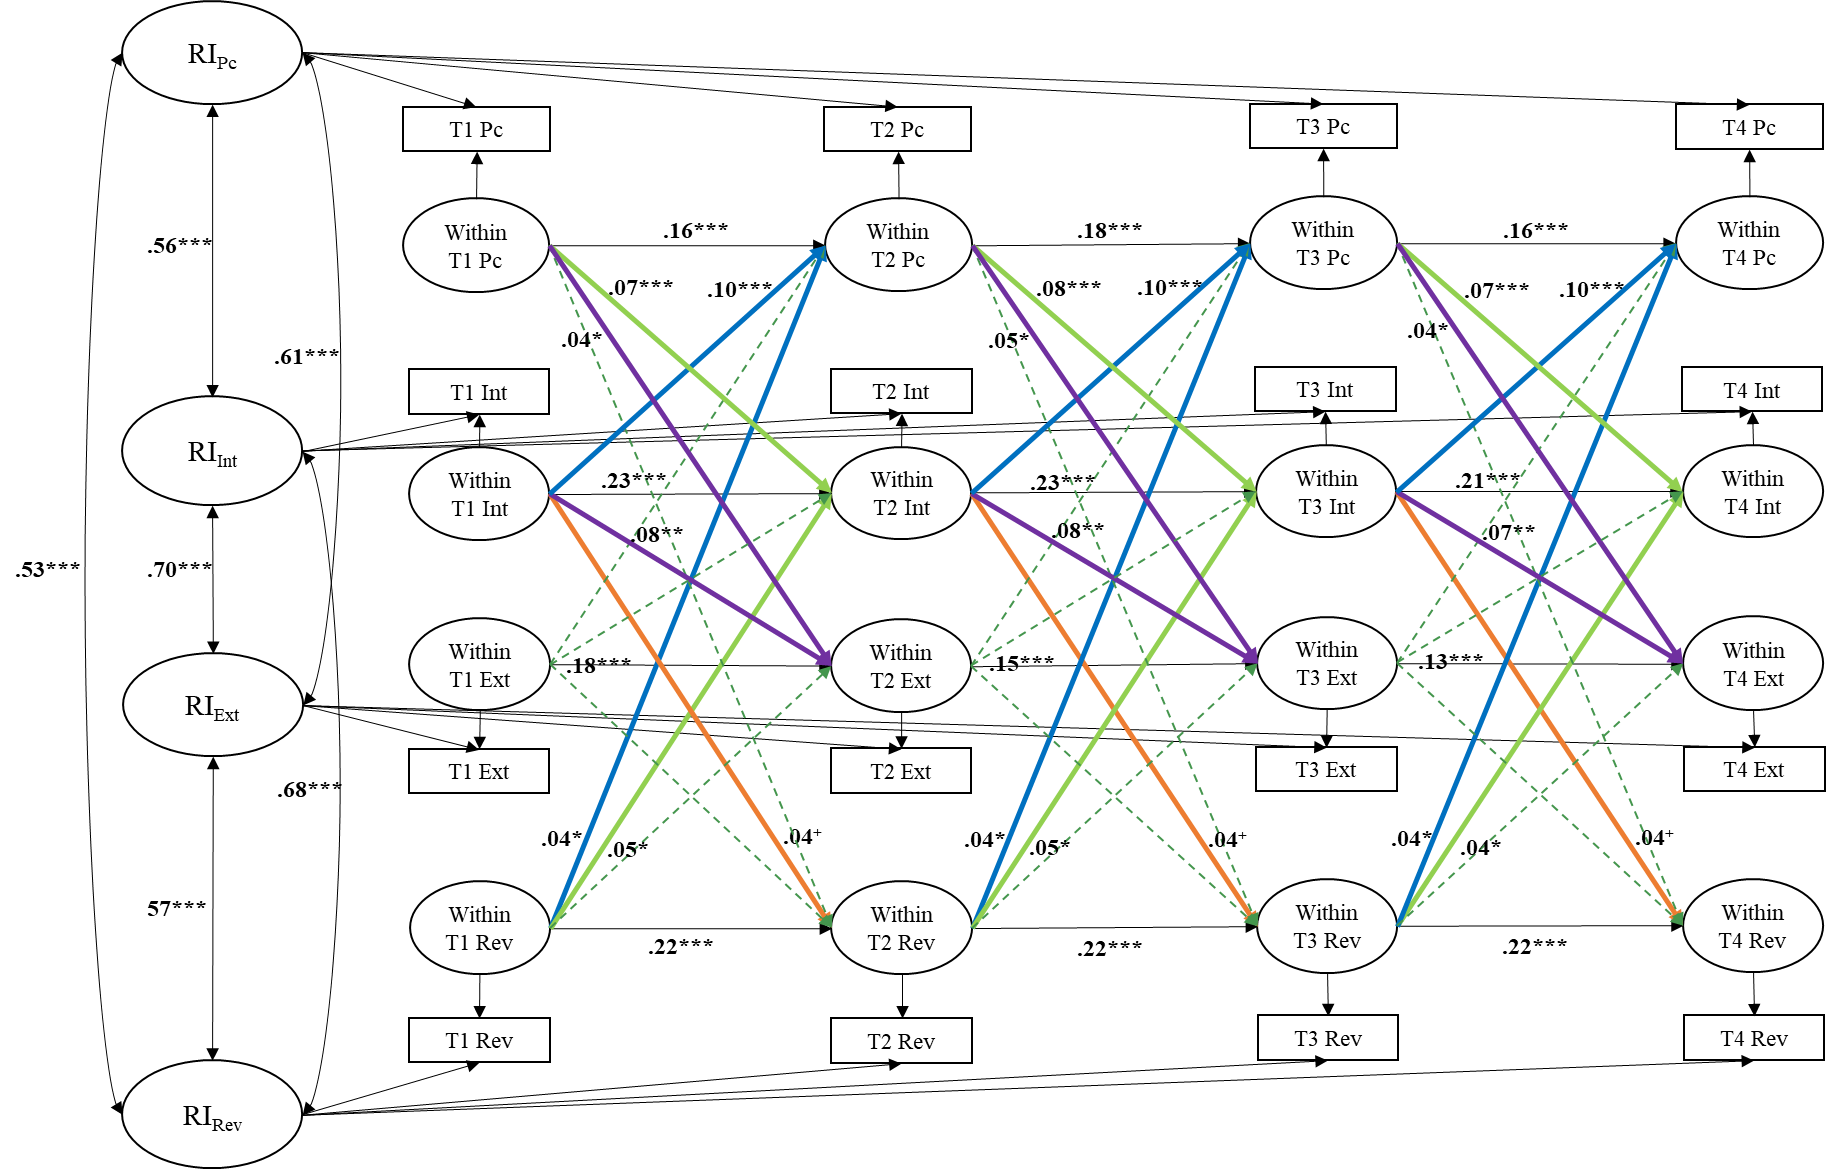 RIPc
T1 Pc
T2 Pc
T3 Pc
T4 Pc
Within
T1 Pc
.16***
Within
T2 Pc
.18***
Within
T3 Pc
.16***
Within
T4 Pc
.56***
.07***
.10***
.08***
.10***
.07***
.10***
.04*
.05*
.04*
.61***
T1 Int
T2 Int
T3 Int
T4 Int
RIInt
Within
T1 Int
.23***
Within
T2 Int
.23***
Within
T3 Int
.21***
Within
T4 Int
.08**
.08**
.07**
.53***
.70***
Within
T1 Ext
.18***
Within
T2 Ext
.15***
Within
T3 Ext
.13***
Within
T4 Ext
RIExt
T1 Ext
T2 Ext
T3 Ext
T4 Ext
.68***
.04*
.05*
.04+
.04*
.05*
.04+
.04*
.04*
.04+
57***
Within
T1 Rev
.22***
Within
T2 Rev
.22***
Within
T3 Rev
.22***
Within
T4 Rev
T1 Rev
T2 Rev
T3 Rev
T4 Rev
RIRev